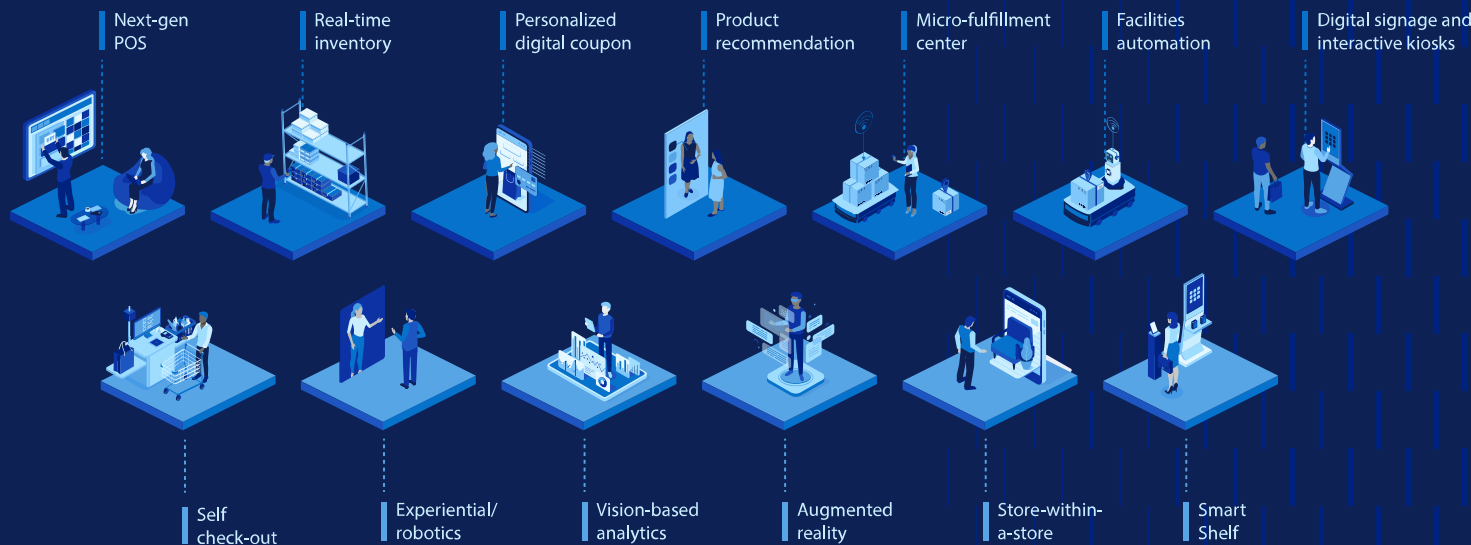 Next-gen
POS
Real-time
inventory
Personalized
digital coupon
Product
recommendation
Micro-fulfillment
center
Facilities
automation
Digital signage and
interactive kiosks
Self
check-out
Experiential/
robotics
Vision-based
analytics
Augmented
reality
Store-within-
a-store
Smart
Shelf